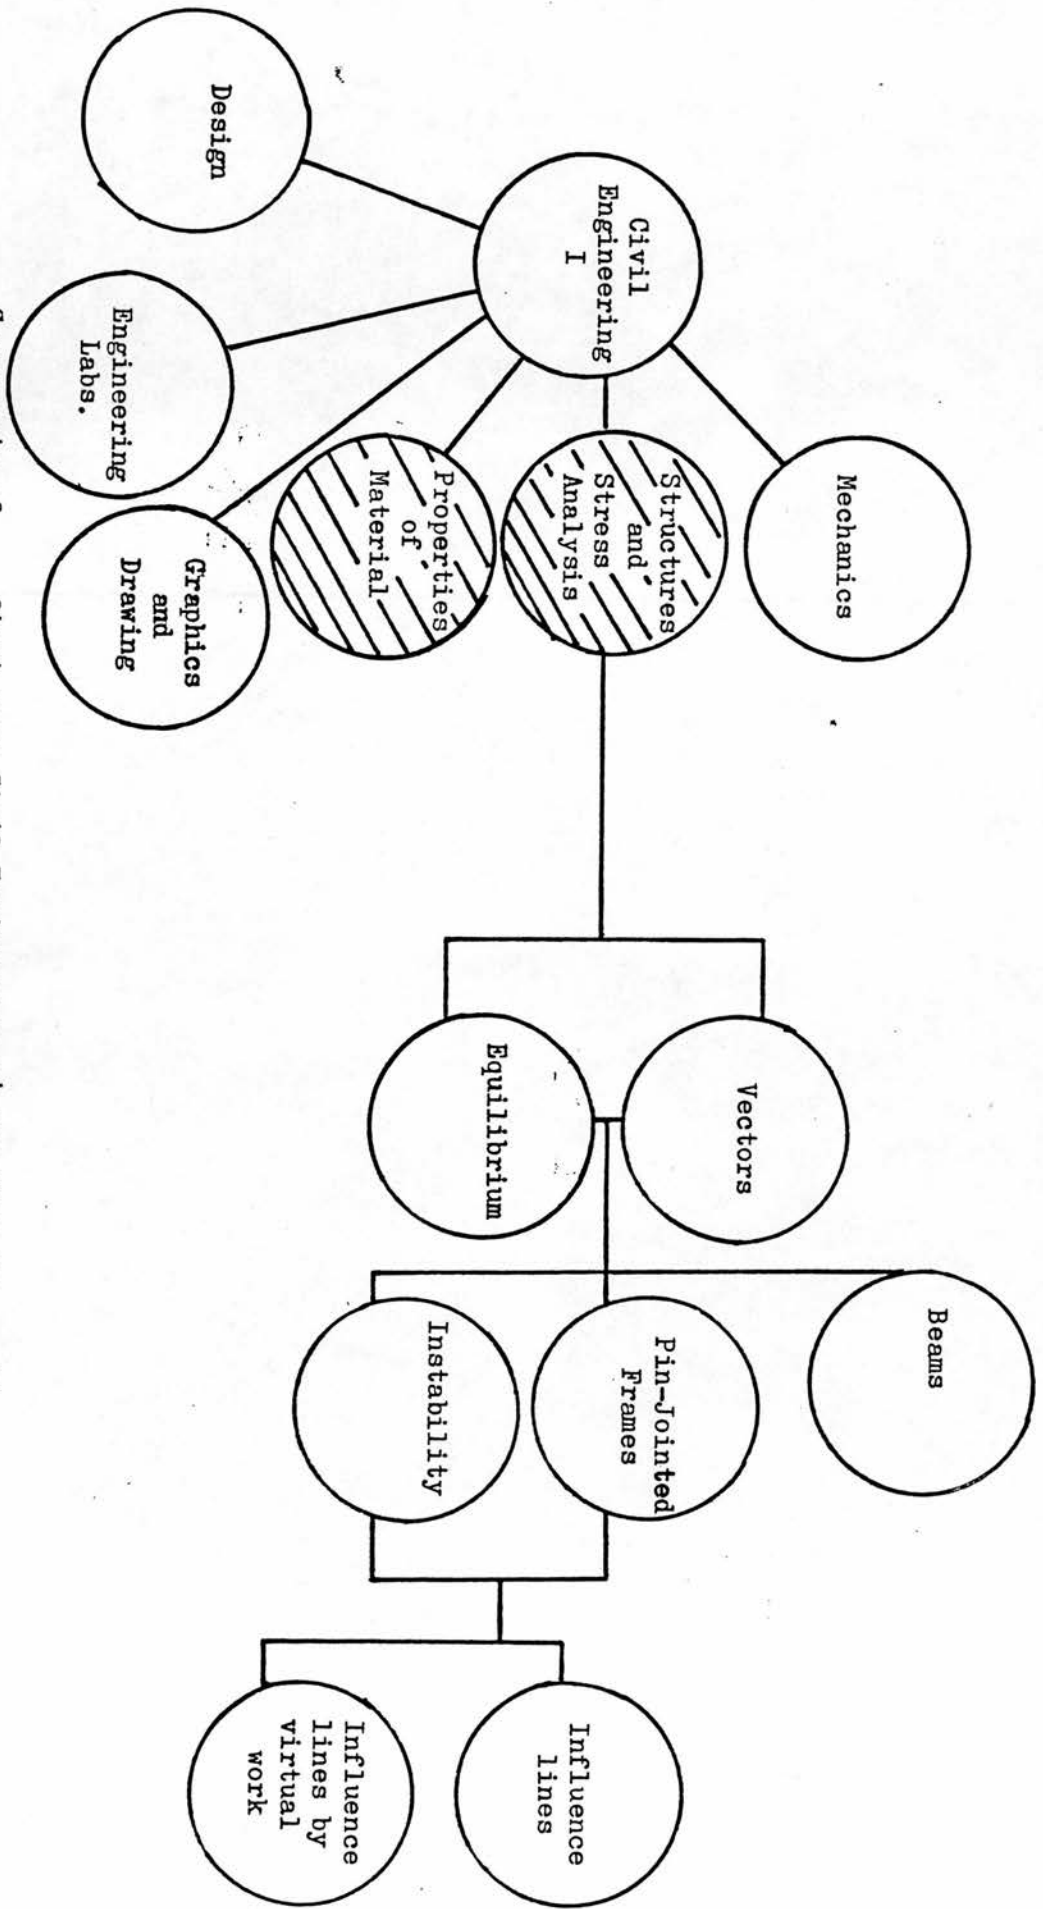 Civil
Engineering
I
Mechanics
Structures
and
Stress
Analysis
Properties
of
Material
Graphics
and
Drawing
Engineering
Labs.
Design
Vectors
Equilibrium
Beams
Pin-Jointed
Frames
Instability
Influence
lines
Influence
lines by
virtual
work